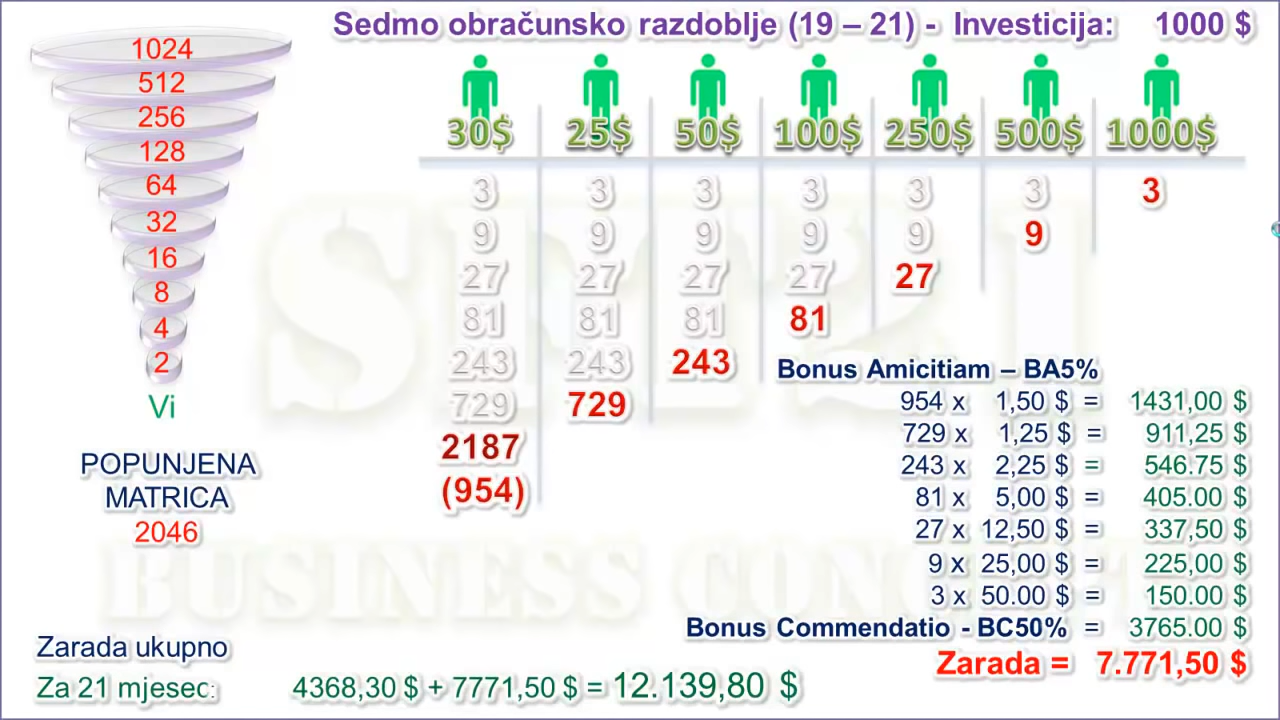 Sedmo obračunsko razdoblje (19 – 21) - Investicija: 1000 $
1024
512
256
128
64
32
16
8
4
2
Vi
POPUNJENA
MATRICA
2046
30$ 25$ 50$ 100$ 250$ 500$ 1000$
3 3 3 3 3 3 3
9 9 9 9 9 9
27 27 27 27 27
81 81 81 81
243 243 243
729 729
2187
(954)
Bonus Amicitiam – BA5%
954 x 1,50 $ = 1431,00 $
729 x 1,25 $ = 911,25 $
243 x 2,25 $ = 546.75 $
81 x 5,00 $ = 405.00 $
27 x 12,50 $ = 337,50 $
9 x 25,00 $ = 225,00 $
3 x 50.00 $ = 150.00 $
Bonus Commendatio - BC50% = 3765.00 $
Zarada = 7.771,50 $
Zarada ukupno
Za 21 mjesec: 4368,30 $ + 7771,50 $ = 12.139,80 $
BUSINESS CONCEPT